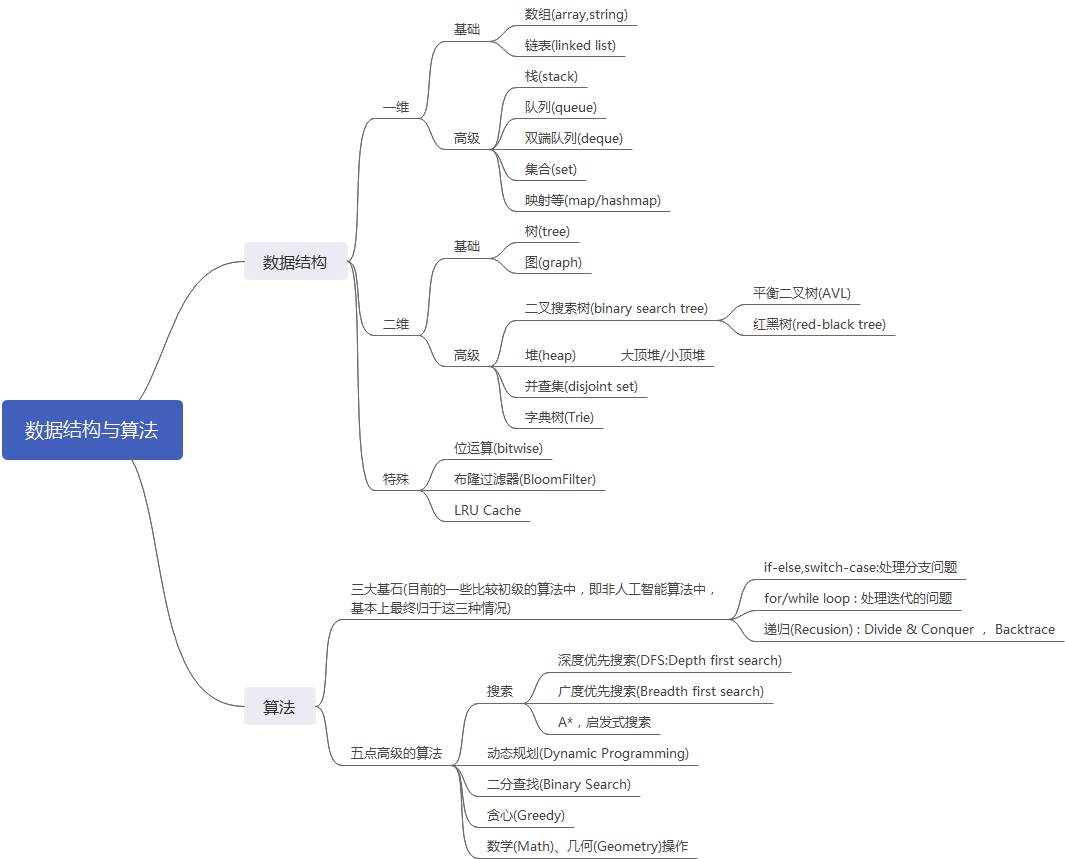 数据结构与算法
数据结构
一维
基础
数组(array,string)
链表(linked list)
高级
栈(stack)
队列(queue)
双端队列(deque)
集合(set)
映射等(map/hashmap)
二维
基础
树(tree)
图(graph)
高级
二叉搜索树(binary search tree)
平衡二叉树(AVL)
红黑树(red-black tree)
堆(heap)
大顶堆/小顶堆
并查集(disjoint set)
字典树(Trie)
特殊
位运算(bitwise)
布隆过滤器(BloomFilter)
LRU Cache
算法
三大基石(目前的一些比较初级的算法中，即非人工智能算法中，
基本上最终归于这三种情况)
if-else,switch-case:处理分支问题
for/while loop : 处理迭代的问题
递归(Recusion) : Divide & Conquer ， Backtrace
五点高级的算法
搜索
深度优先搜索(DFS:Depth first search)
广度优先搜索(Breadth first search)
A*，启发式搜索
动态规划(Dynamic Programming)
二分查找(Binary Search)
贪心(Greedy)
数学(Math)、几何(Geometry)操作